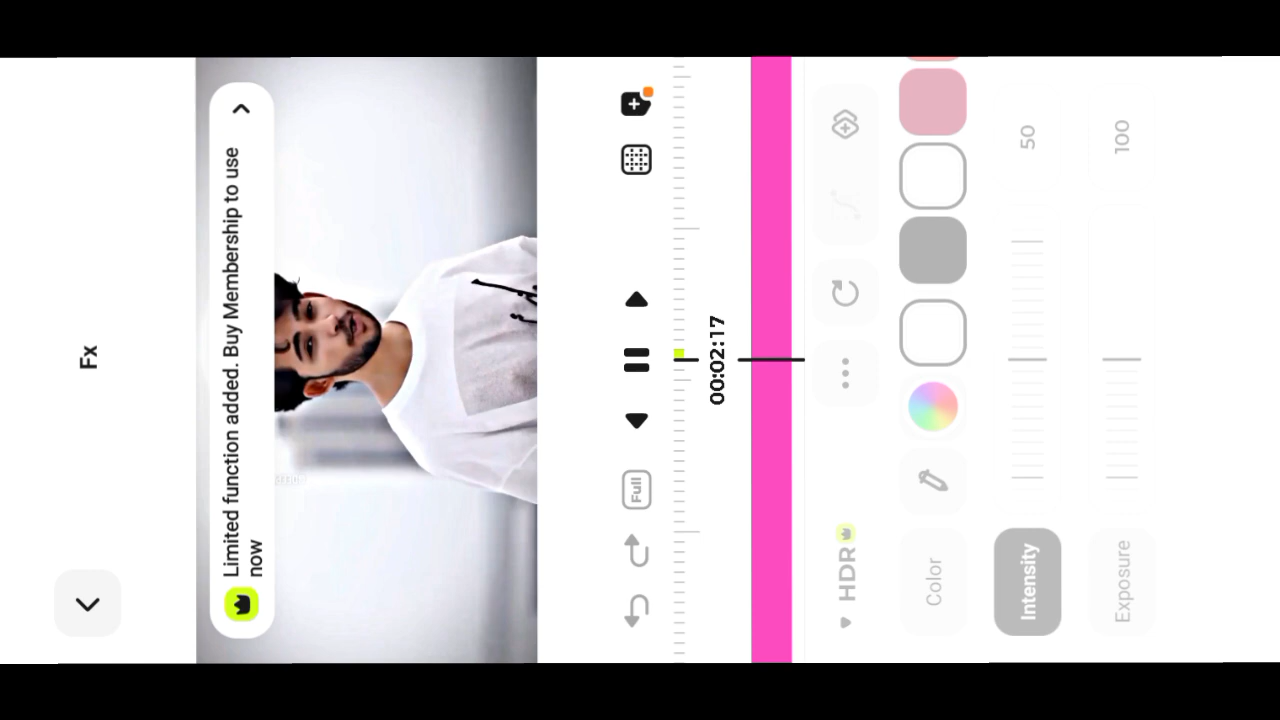 Fx
Limited function added. Buy Membership to use
now
Full
00:02:17
HDR
Color
Intensity
50
Exposure
100